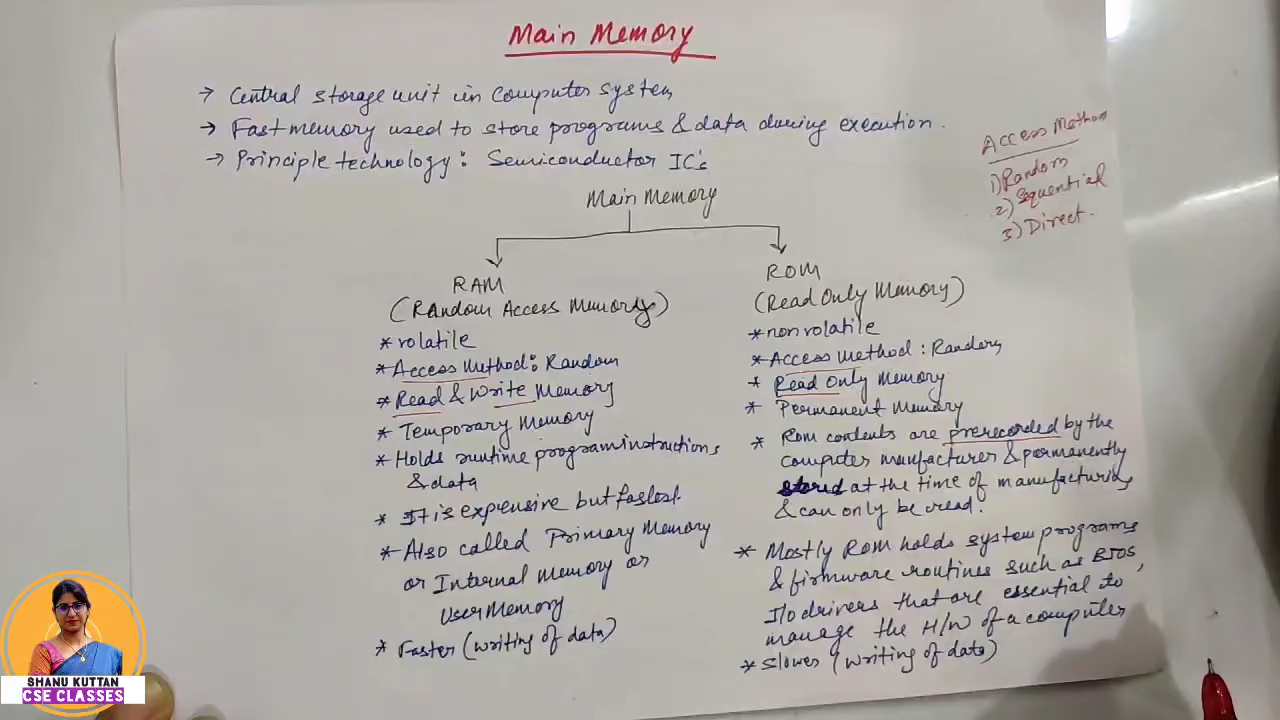 Main Memory
→ Central storage unit in Computer system
→ Fast memory used to store programs & data during execution.
→ Principle technology: Semiconductor IC's
Access Method
1) Random
2) Sequential
3) Direct.
Main Memory
RAM
(Random Access Memory)
* volatile
* Access Method: Random
* Read & Write Memory
* Temporary Memory
* Holds runtime program instructions
& data
* It is expensive but fastest
* Also called Primary Memory
or Internal Memory or
User Memory
* Faster (writing of data)
ROM
(Read Only Memory)
* non volatile
* Access Method: Random
* Read Only Memory
* Permanent Memory
* Rom contents are prerecorded by the
computer manufacturer & permanently
stored at the time of manufacturing
& can only be read.
* Mostly ROM holds system programs
& firmware routines such as BIOS,
I/o drivers that are essential to
manage the H/W of a computer
* Slower (writing of data)
SHANU KUTTAN
CSE CLASSES